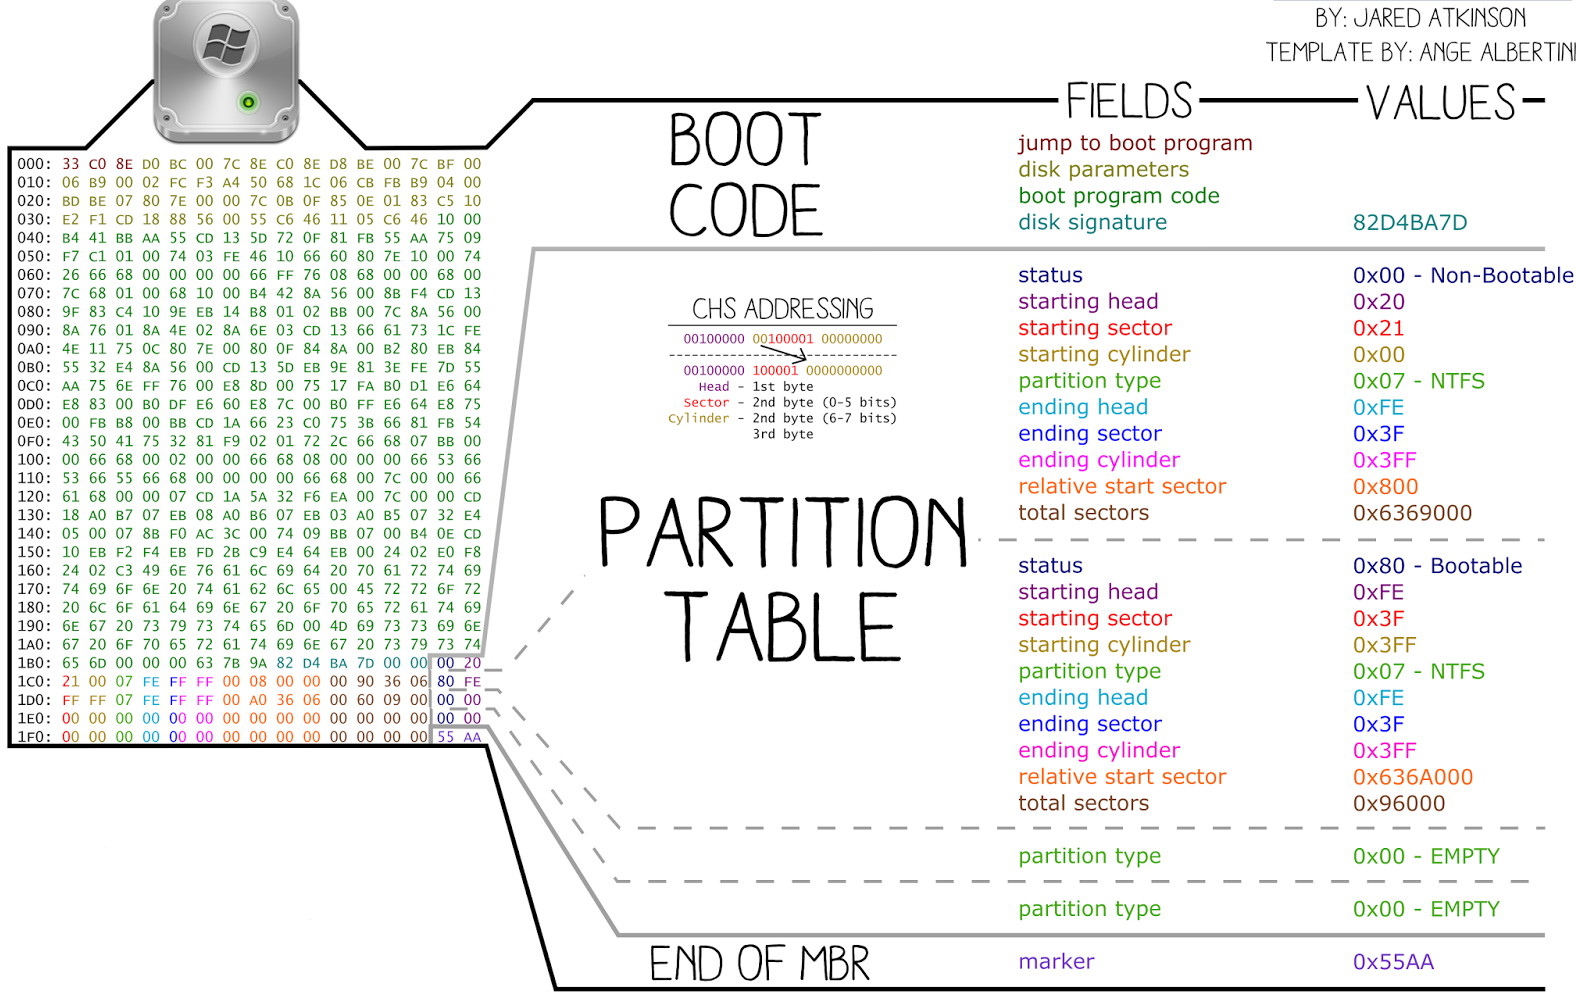 BY: JARED ATKINSON
TEMPLATE BY: ANGE ALBERTINI
FIELDS VALUES
BOOT
CODE
jump to boot program
disk parameters
boot program code
disk signature 82D4BA7D
000: 33 C0 8E D0 BC 00 7C 8E C0 8E D8 BE 00 7C BF 00
010: 06 B9 00 02 FC F3 A4 50 68 1C 06 CB FB B9 04 00
020: BD BE 07 80 7E 00 00 7C 0B 0F 85 0E 01 83 C5 10
030: E2 F1 CD 18 88 56 00 55 C6 46 11 05 C6 46 10 00
040: B4 41 BB AA 55 CD 13 5D 72 0F 81 FB 55 AA 75 09
050: F7 C1 01 00 74 03 FE 46 10 66 60 80 7E 10 00 74
060: 26 66 68 00 00 00 00 66 FF 76 08 68 00 00 68 00
070: 7C 68 01 00 68 10 00 B4 42 8A 56 00 8B F4 CD 13
080: 9F 83 C4 10 9E EB 14 B8 01 02 BB 00 7C 8A 56 00
090: 8A 76 01 8A 4E 02 8A 6E 03 CD 13 66 61 73 1C FE
0A0: 4E 11 75 0C 80 7E 00 80 0F 84 8A 00 B2 80 EB 84
0B0: 55 32 E4 8A 56 00 CD 13 5D EB 9E 81 3E FE 7D 55
0C0: AA 75 6E FF 76 00 E8 8D 00 75 17 FA B0 D1 E6 64
0D0: E8 83 00 B0 DF E6 60 E8 7C 00 B0 FF E6 64 E8 75
0E0: 00 FB B8 00 BB CD 1A 66 23 C0 75 3B 66 81 FB 54
0F0: 43 50 41 75 32 81 F9 02 01 72 2C 66 68 07 BB 00
100: 00 66 68 00 02 00 00 66 68 08 00 00 00 66 53 66
110: 53 66 55 66 68 00 00 00 00 66 68 00 7C 00 00 66
120: 61 68 00 00 07 CD 1A 5A 32 F6 EA 00 7C 00 00 CD
130: 18 A0 B7 07 EB 08 A0 B6 07 EB 03 A0 B5 07 32 E4
140: 05 00 07 8B F0 AC 3C 00 74 09 BB 07 00 B4 0E CD
150: 10 EB F2 F4 EB FD 2B C9 E4 64 EB 00 24 02 E0 F8
160: 24 02 C3 49 6E 76 61 6C 69 64 20 70 61 72 74 69
170: 74 69 6F 6E 20 74 61 62 6C 65 00 45 72 72 6F 72
180: 20 6C 6F 61 64 69 6E 67 20 6F 70 65 72 61 74 69
190: 6E 67 20 73 79 73 74 65 6D 00 4D 69 73 73 69 6E
1A0: 67 20 6F 70 65 72 61 74 69 6E 67 20 73 79 73 74
1B0: 65 6D 00 00 00 63 7B 9A 82 D4 BA 7D 00 00 00 20
1C0: 21 00 07 FE FF FF 00 08 00 00 00 90 36 06 80 FE
1D0: FF FF 07 FE FF FF 00 A0 36 06 00 60 09 00 00 00
1E0: 00 00 00 00 00 00 00 00 00 00 00 00 00 00 00 00
1F0: 00 00 00 00 00 00 00 00 00 00 00 00 00 00 55 AA
CHS ADDRESSING
00100000 00100001 00000000
00100000 100001 0000000000
Head - 1st byte
Sector - 2nd byte (0-5 bits)
Cylinder - 2nd byte (6-7 bits)
3rd byte
PARTITION
TABLE
status 0x00 - Non-Bootable
starting head 0x20
starting sector 0x21
starting cylinder 0x00
partition type 0x07 - NTFS
ending head 0xFE
ending sector 0x3F
ending cylinder 0x3FF
relative start sector 0x800
total sectors 0x6369000
status 0x80 - Bootable
starting head 0xFE
starting sector 0x3F
starting cylinder 0x3FF
partition type 0x07 - NTFS
ending head 0xFE
ending sector 0x3F
ending cylinder 0x3FF
relative start sector 0x636A000
total sectors 0x96000
partition type 0x00 - EMPTY
partition type 0x00 - EMPTY
END OF MBR
marker 0x55AA